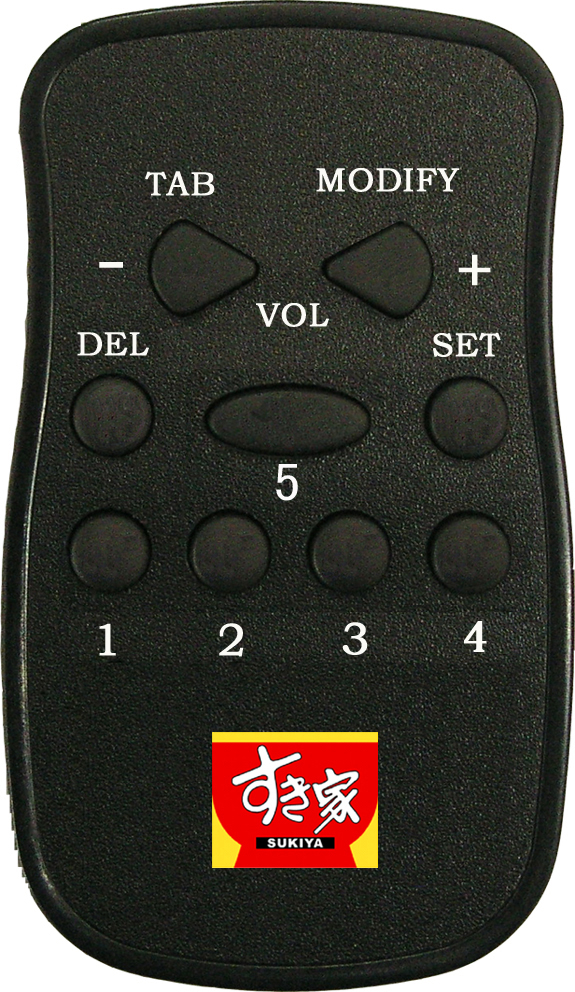 TAB MODIFY
- +
VOL
DEL SET
5
1 2 3 4
すき家
SUKIYA